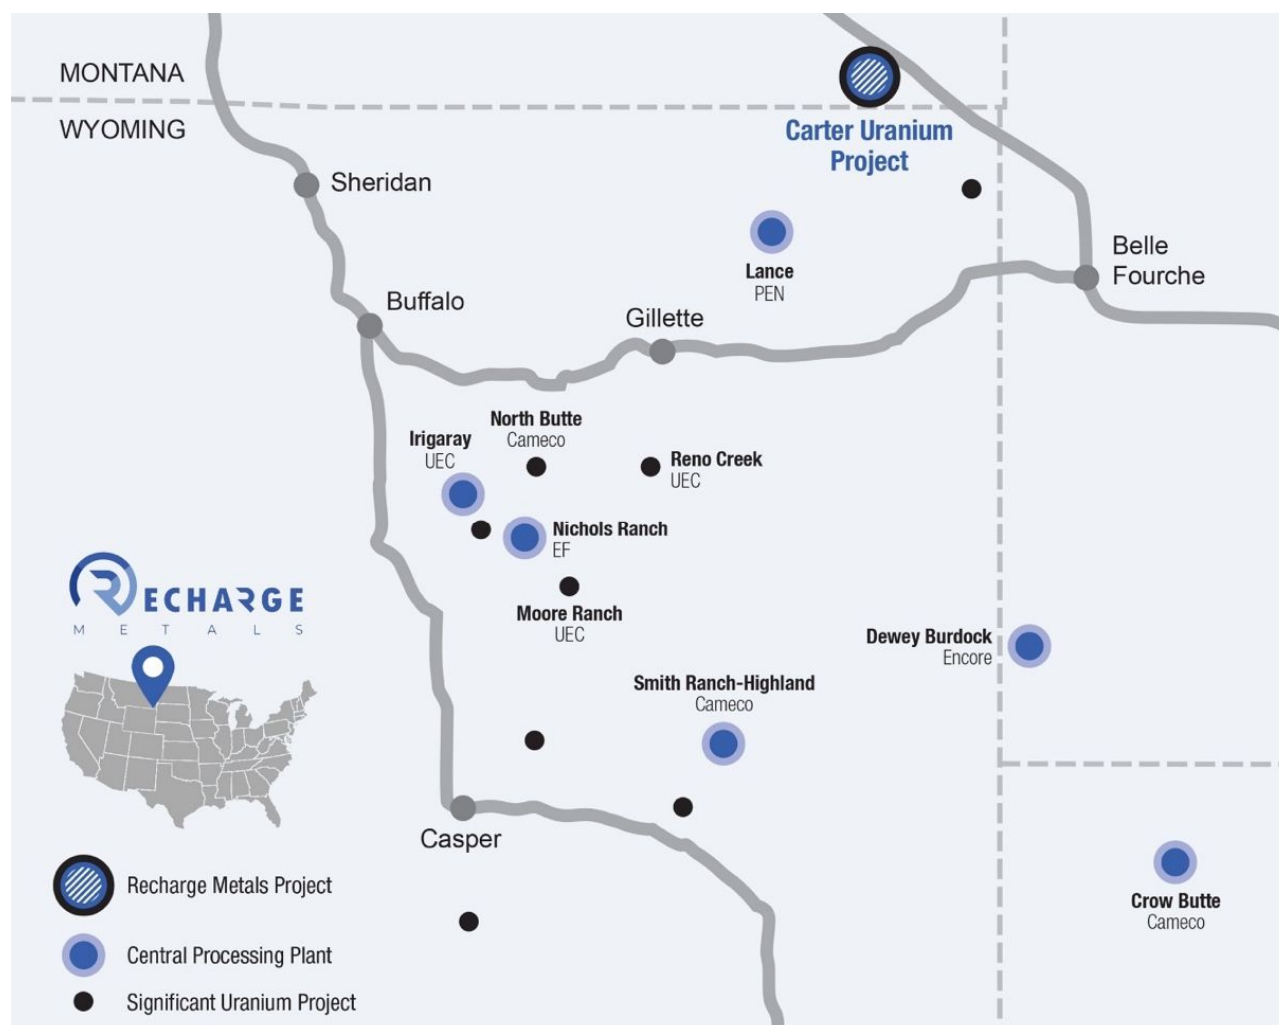 MONTANA
WYOMING
Carter Uranium
Project
Sheridan
Lance
PEN
Belle
Fourche
Buffalo
Gillette
North Butte
Cameco
Irigaray
UEC
Reno Creek
UEC
Nichols Ranch
EF
Moore Ranch
UEC
RECHARGE
METALS
Dewey Burdock
Encore
Smith Ranch-Highland
Cameco
Casper
Crow Butte
Cameco
Recharge Metals Project
Central Processing Plant
Significant Uranium Project